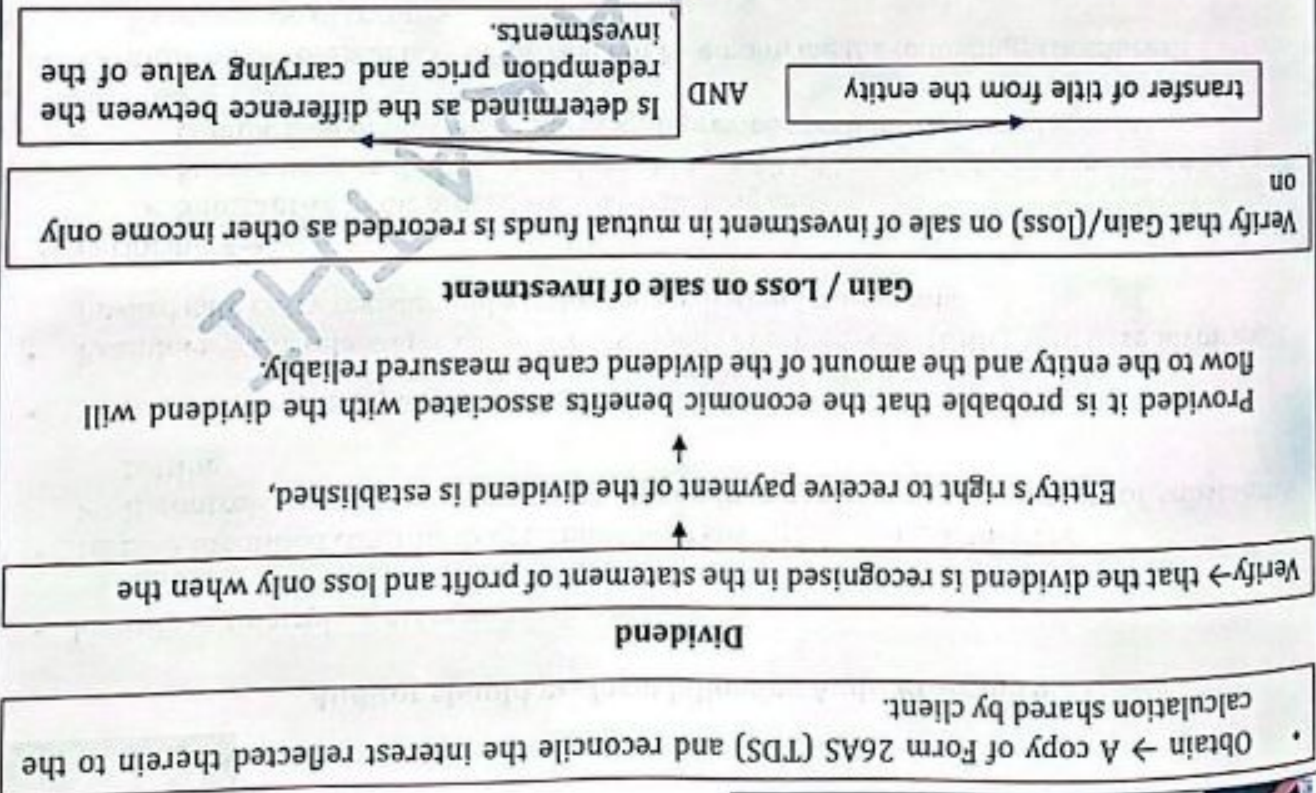 • Obtain → A copy of Form 26AS (TDS) and reconcile the interest reflected therein to the
calculation shared by client.
Dividend
Verify→ that the dividend is recognised in the statement of profit and loss only when the
Entity's right to receive payment of the dividend is established,
Provided it is probable that the economic benefits associated with the dividend will
flow to the entity and the amount of the dividend canbe measured reliably.
Gain / Loss on sale of Investment
Verify that Gain/(loss) on sale of investment in mutual funds is recorded as other income only
on
transfer of title from the entity
AND
Is determined as the difference between the
redemption price and carrying value of the
investments.